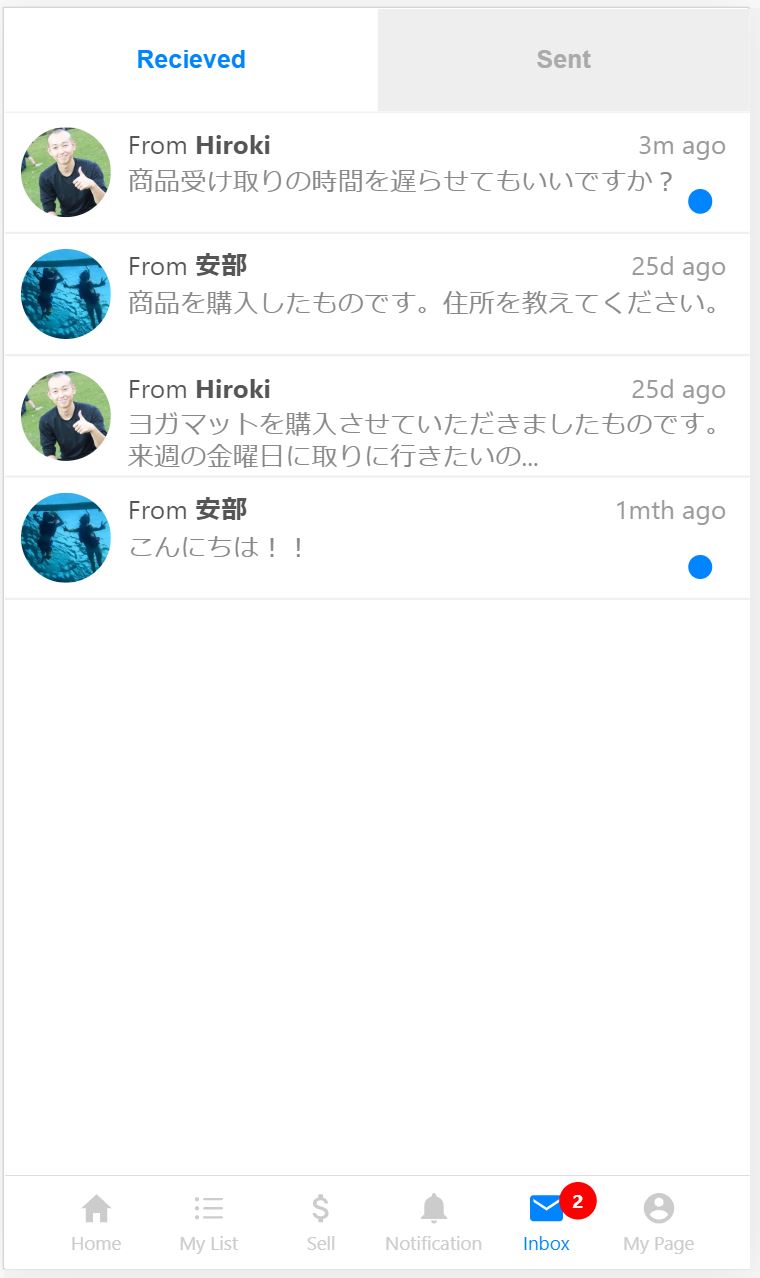 Recieved Sent
From Hiroki 3m ago
商品受け取りの時間を遅らせてもいいですか？
From 安部 25d ago
商品を購入したものです。住所を教えてください。
From Hiroki 25d ago
ヨガマットを購入させていただきましたものです。
来週の金曜日に取りに行きたいの...
From 安部 1mth ago
こんにちは！！
2
Home My List Sell Notification Inbox My Page